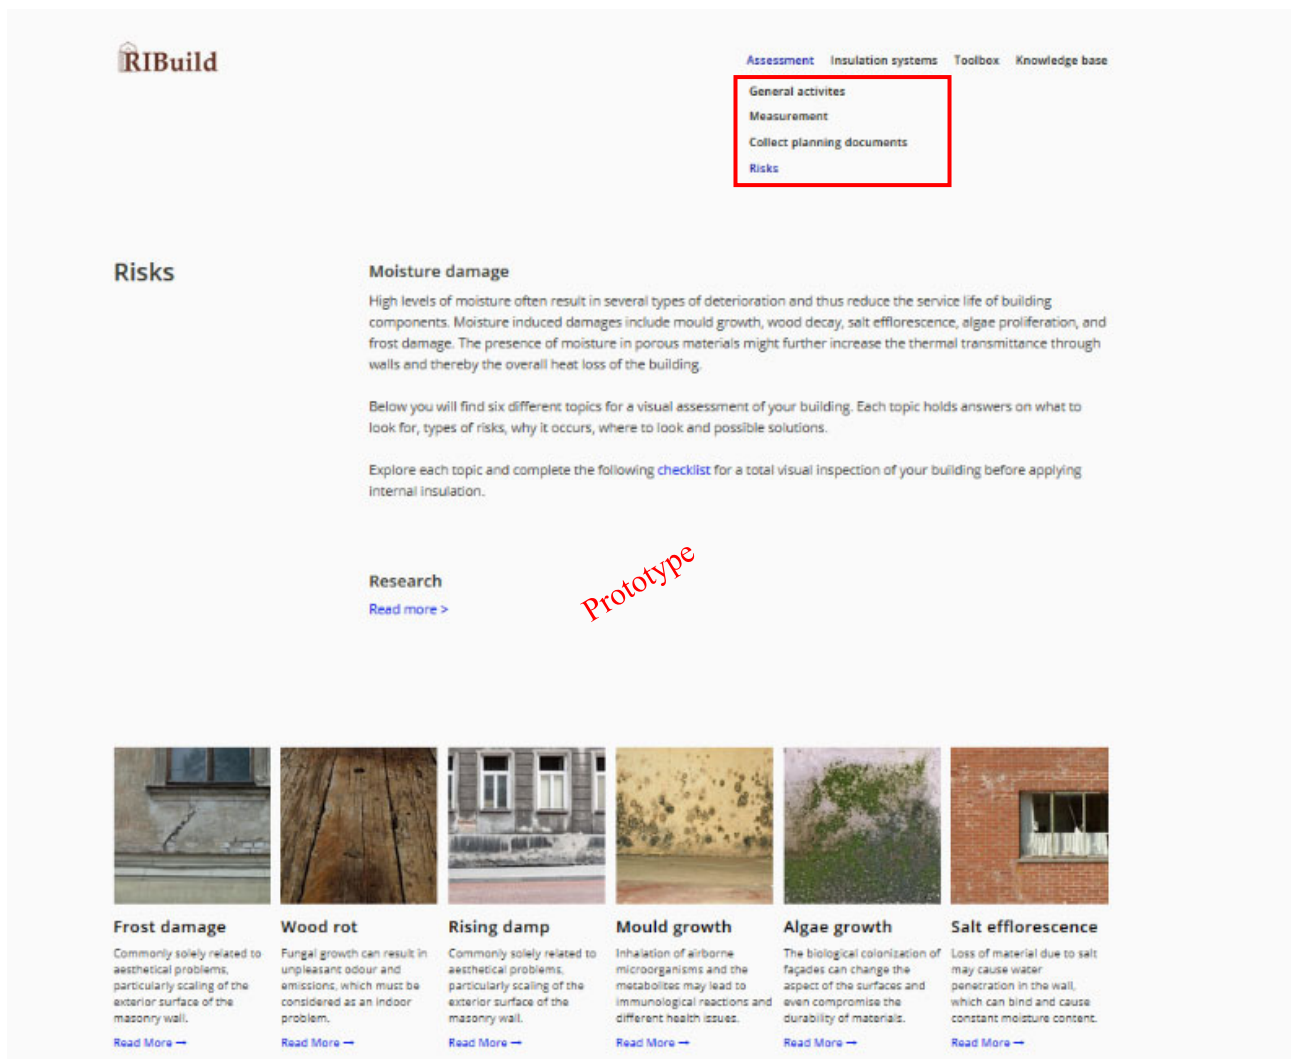 RIBuild
Assessment Insulation systems Toolbox Knowledge base
General activites
Measurement
Collect planning documents
Risks
Risks
Moisture damage
High levels of moisture often result in several types of deterioration and thus reduce the service life of building
components. Moisture induced damages include mould growth, wood decay, salt efflorescence, algae proliferation, and
frost damage. The presence of moisture in porous materials might further increase the thermal transmittance through
walls and thereby the overall heat loss of the building.
Below you will find six different topics for a visual assessment of your building. Each topic holds answers on what to
look for, types of risks, why it occurs, where to look and possible solutions.
Explore each topic and complete the following checklist for a total visual inspection of your building before applying
internal insulation.
Prototype
Research
Read more >
Frost damage
Commonly solely related to
aesthetical problems,
particularly scaling of the
exterior surface of the
masonry wall.
Read More →
Wood rot
Fungal growth can result in
unpleasant odour and
emissions, which must be
considered as an indoor
problem.
Read More →
Rising damp
Commonly solely related to
aesthetical problems,
particularly scaling of the
exterior surface of the
masonry wall.
Read More →
Mould growth
Inhalation of airborne
microorganisms and the
metabolites may lead to
immunological reactions and
different health issues.
Read More →
Algae growth
The biological colonization of
façades can change the
aspect of the surfaces and
even compromise the
durability of materials.
Read More →
Salt efflorescence
Loss of material due to salt
may cause water
penetration in the wall,
which can bind and cause
constant moisture content.
Read More →